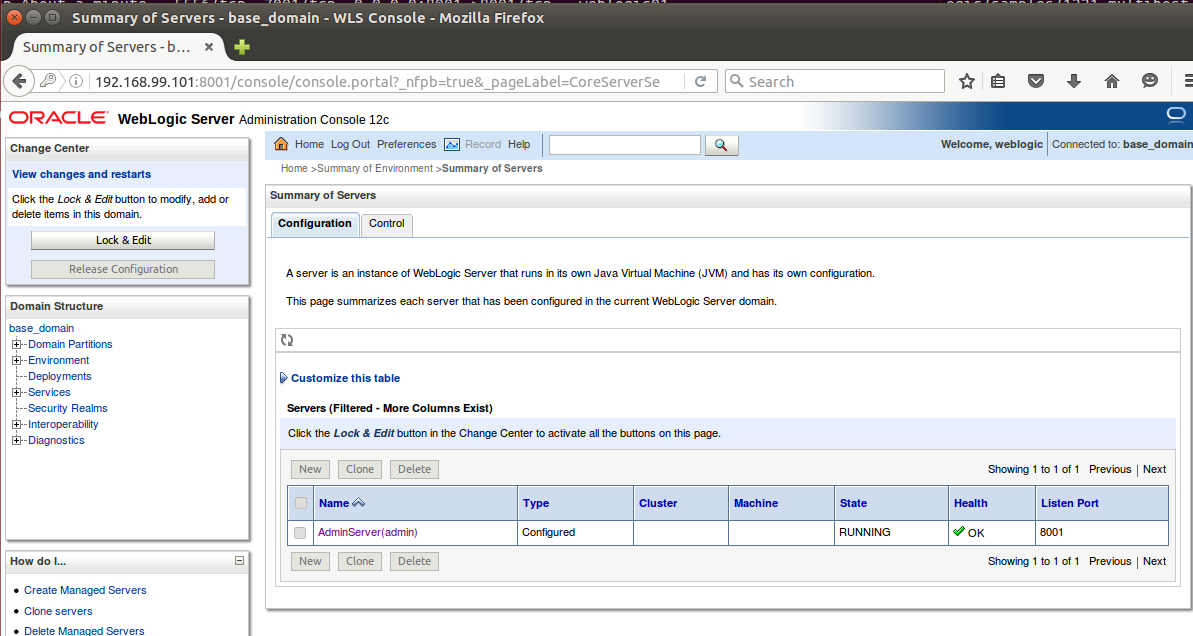 Summary of Servers - base_domain - WLS Console - Mozilla Firefox
Summary of Servers - b...
192.168.99.101:8001/console/console.portal?_nfpb=true&_pageLabel=CoreServerSe
Search
ORACLE WebLogic Server Administration Console 12c
Change Center
View changes and restarts
Click the Lock & Edit button to modify, add or
delete items in this domain.
Lock & Edit
Release Configuration
Domain Structure
base_domain
Domain Partitions
Environment
Deployments
Services
Security Realms
Interoperability
Diagnostics
How do I...
Create Managed Servers
Clone servers
Delete Managed Servers
Home Log Out Preferences Record Help
Welcome, weblogic Connected to: base_domain
Home >Summary of Environment >Summary of Servers
Summary of Servers
Configuration Control
A server is an instance of WebLogic Server that runs in its own Java Virtual Machine (JVM) and has its own configuration.
This page summarizes each server that has been configured in the current WebLogic Server domain.
Customize this table
Servers (Filtered - More Columns Exist)
Click the Lock & Edit button in the Change Center to activate all the buttons on this page.
New Clone Delete Showing 1 to 1 of 1 Previous | Next
Name Type Cluster Machine State Health Listen Port
AdminServer(admin) Configured RUNNING OK 8001
New Clone Delete Showing 1 to 1 of 1 Previous | Next